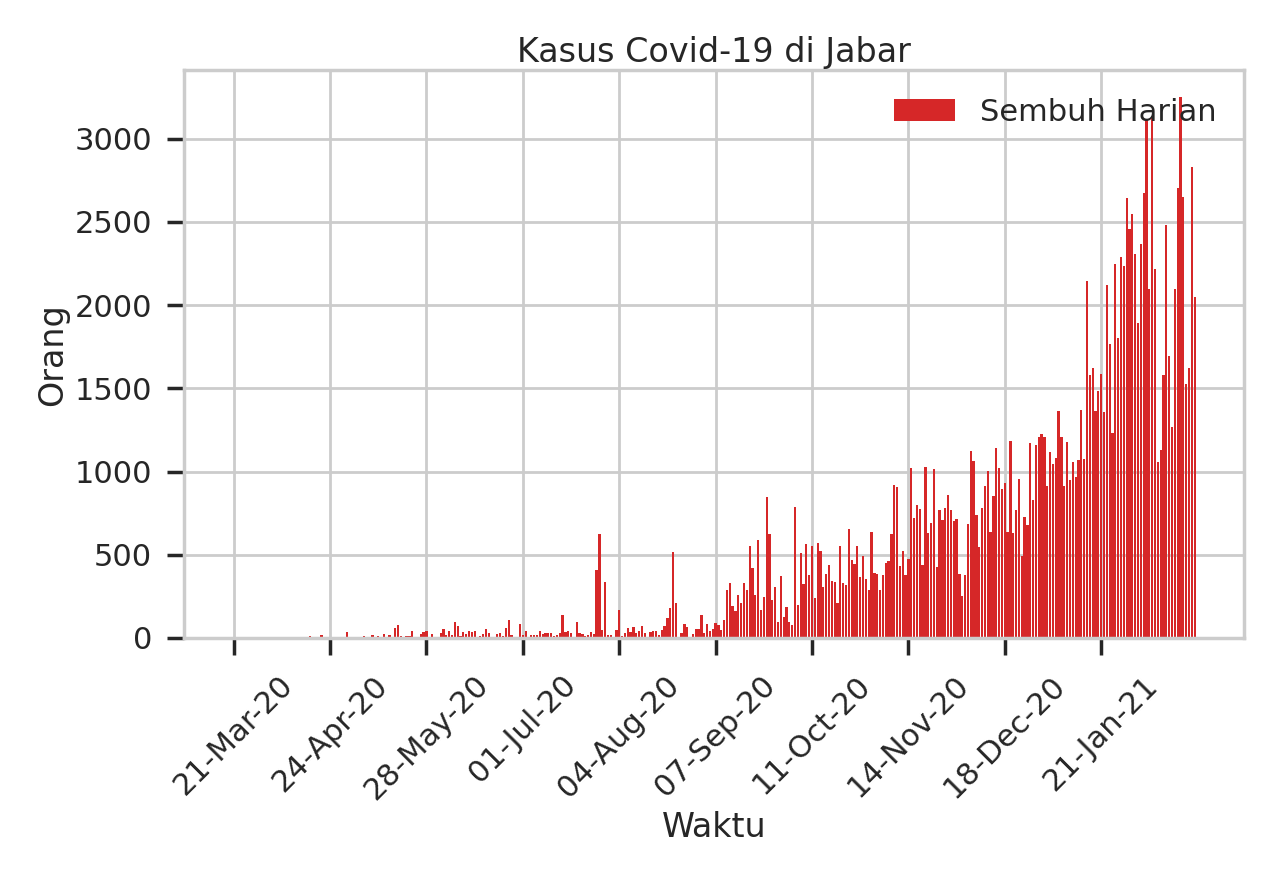 Kasus Covid-19 di Jabar
Sembuh Harian
Orang
3000
2500
2000
1500
1000
500
0
21-Mar-20
24-Apr-20
28-May-20
01-Jul-20
04-Aug-20
07-Sep-20
11-Oct-20
14-Nov-20
18-Dec-20
21-Jan-21
Waktu